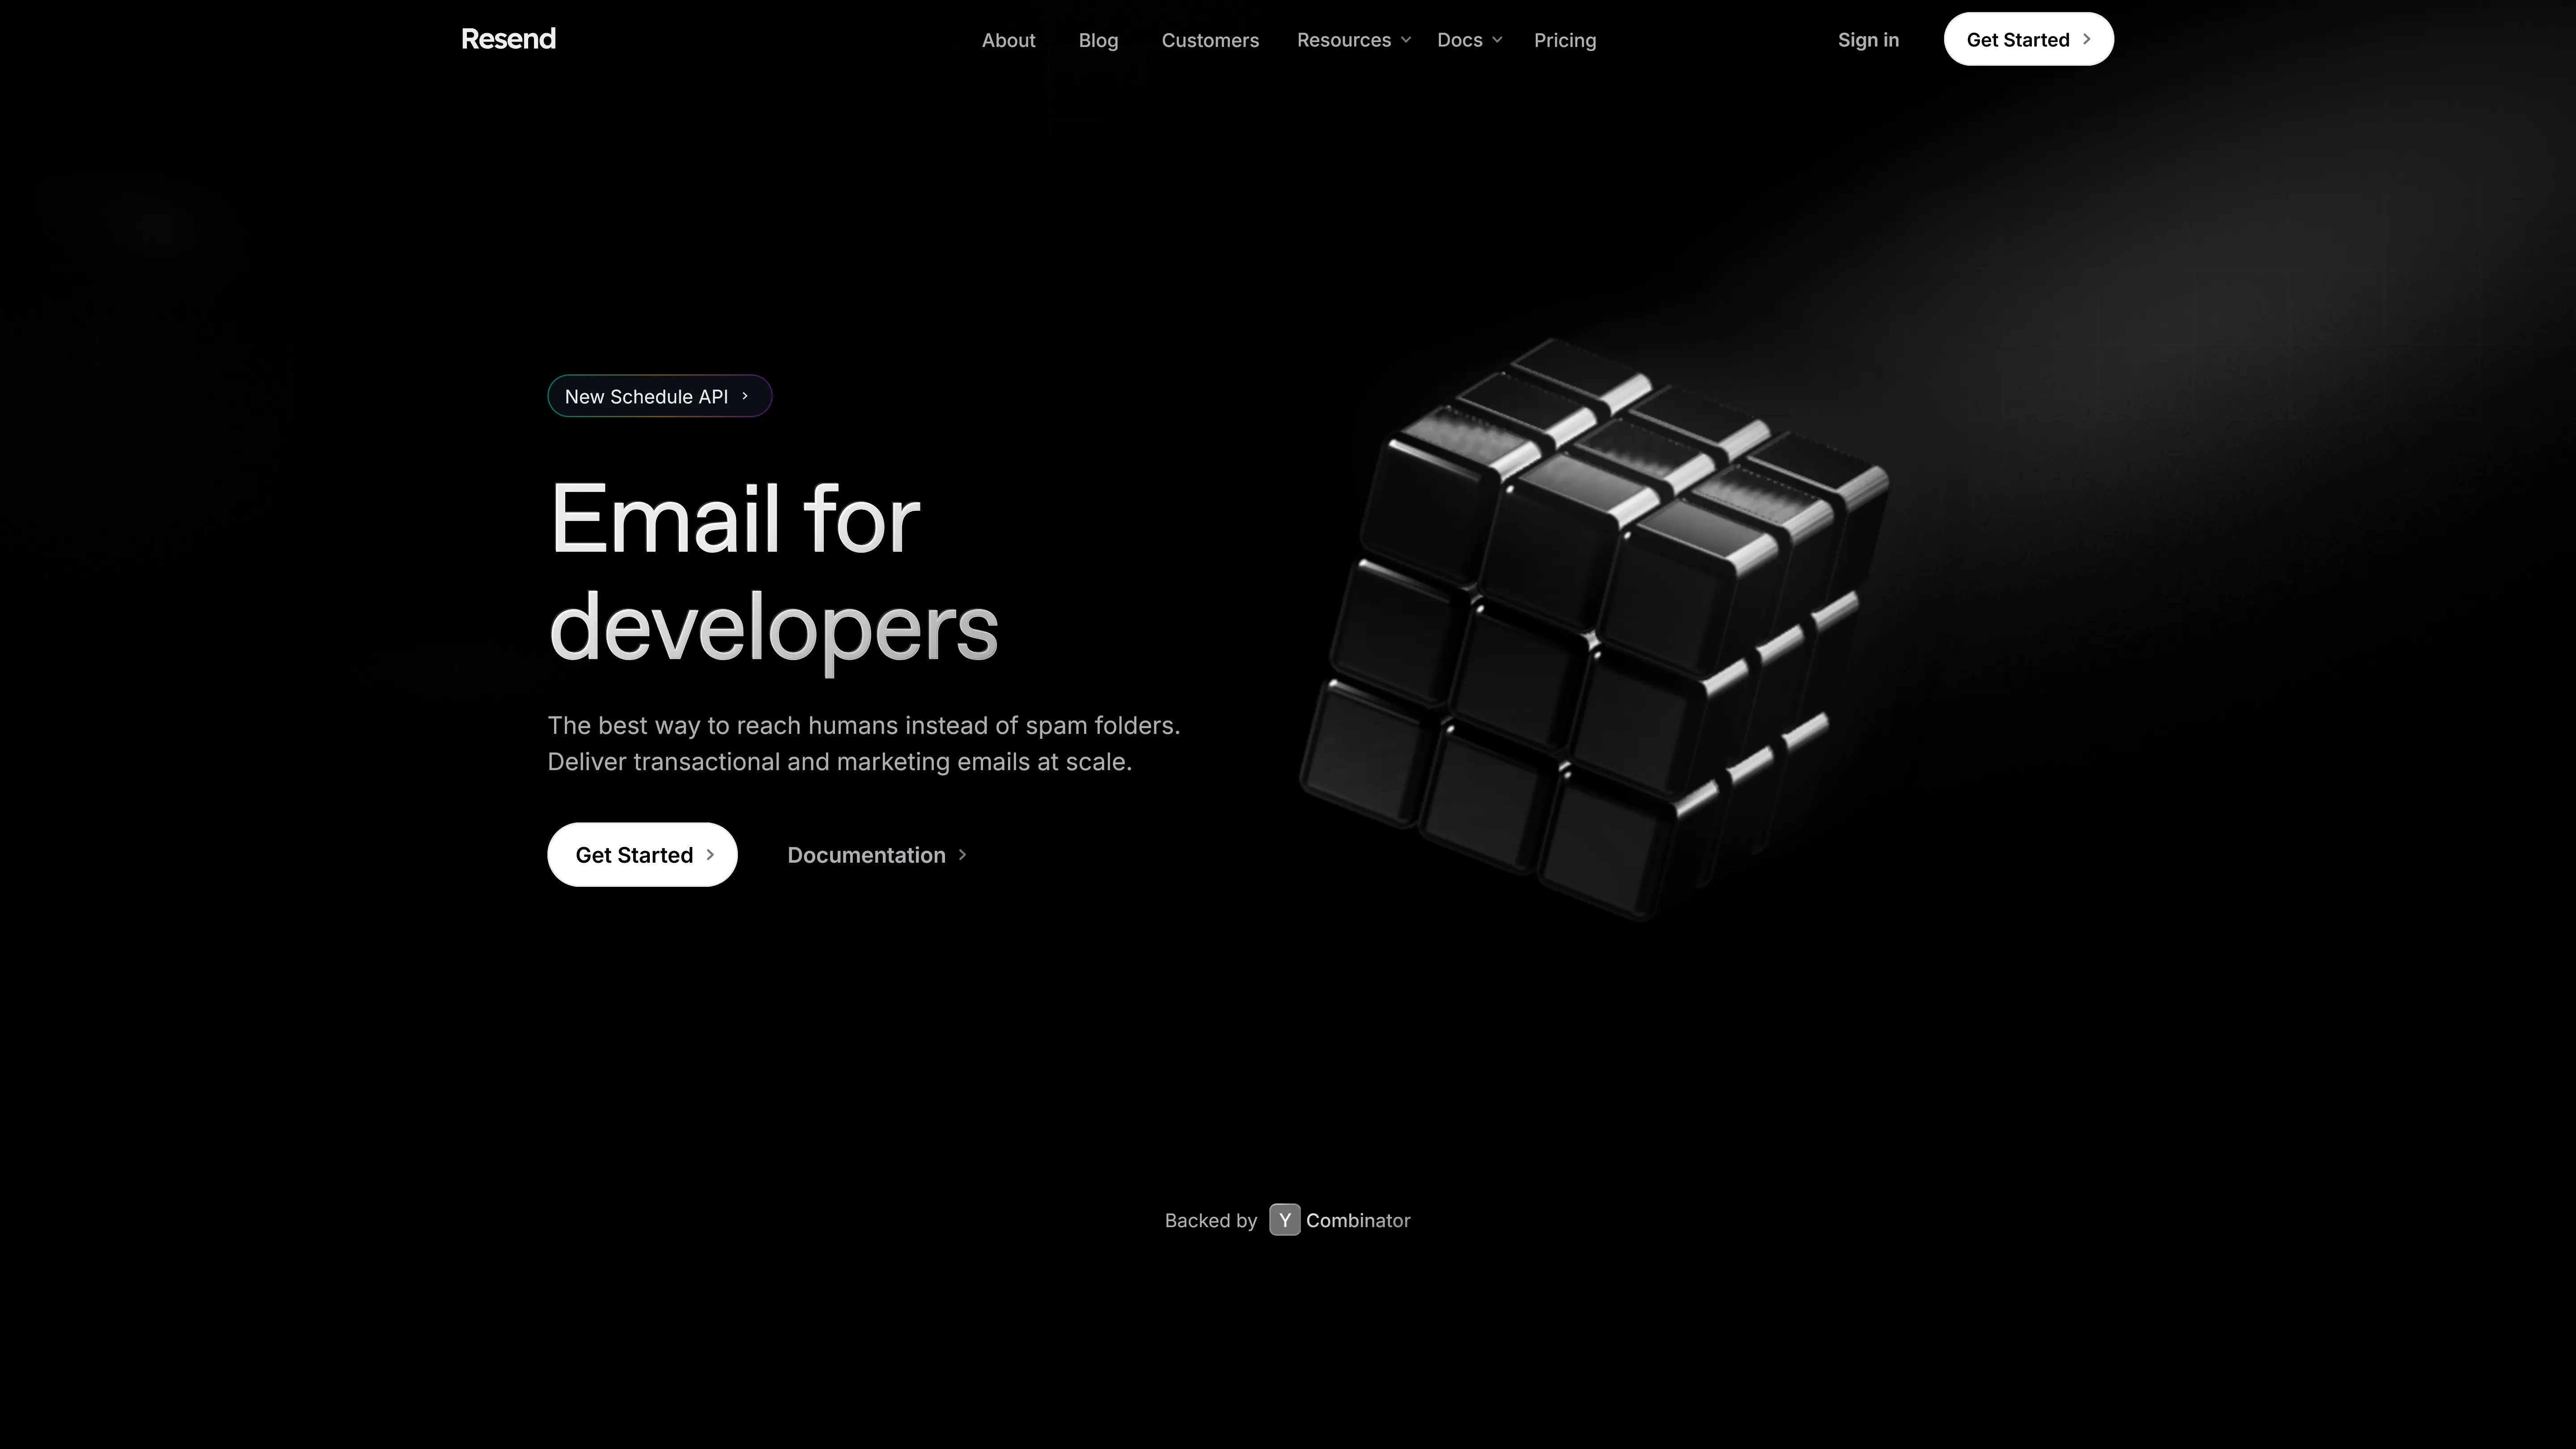 Resend
About
Blog
Customers
Resources
Docs
Pricing
Sign in
Get Started
New Schedule API
Email for
developers
The best way to reach humans instead of spam folders.
Deliver transactional and marketing emails at scale.
Get Started
Documentation
Backed by Y Combinator